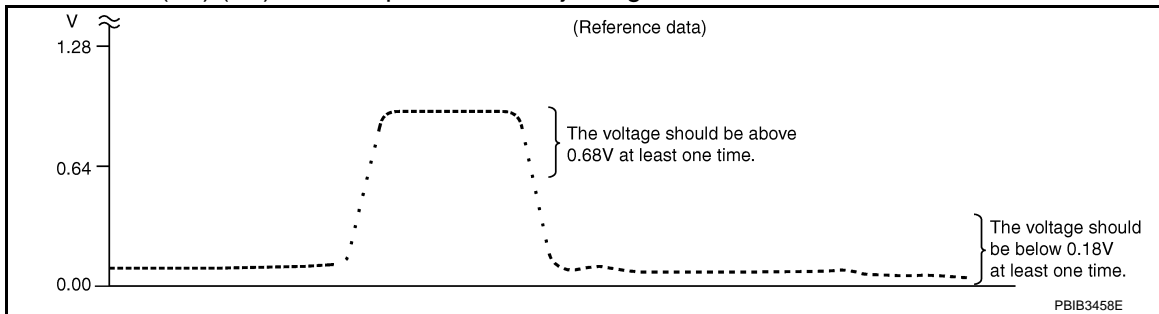 V
(Reference data)
1.28
The voltage should be above
0.68V at least one time.
0.64
The voltage should
be below 0.18V
at least one time.
0.00
PBIB3458E